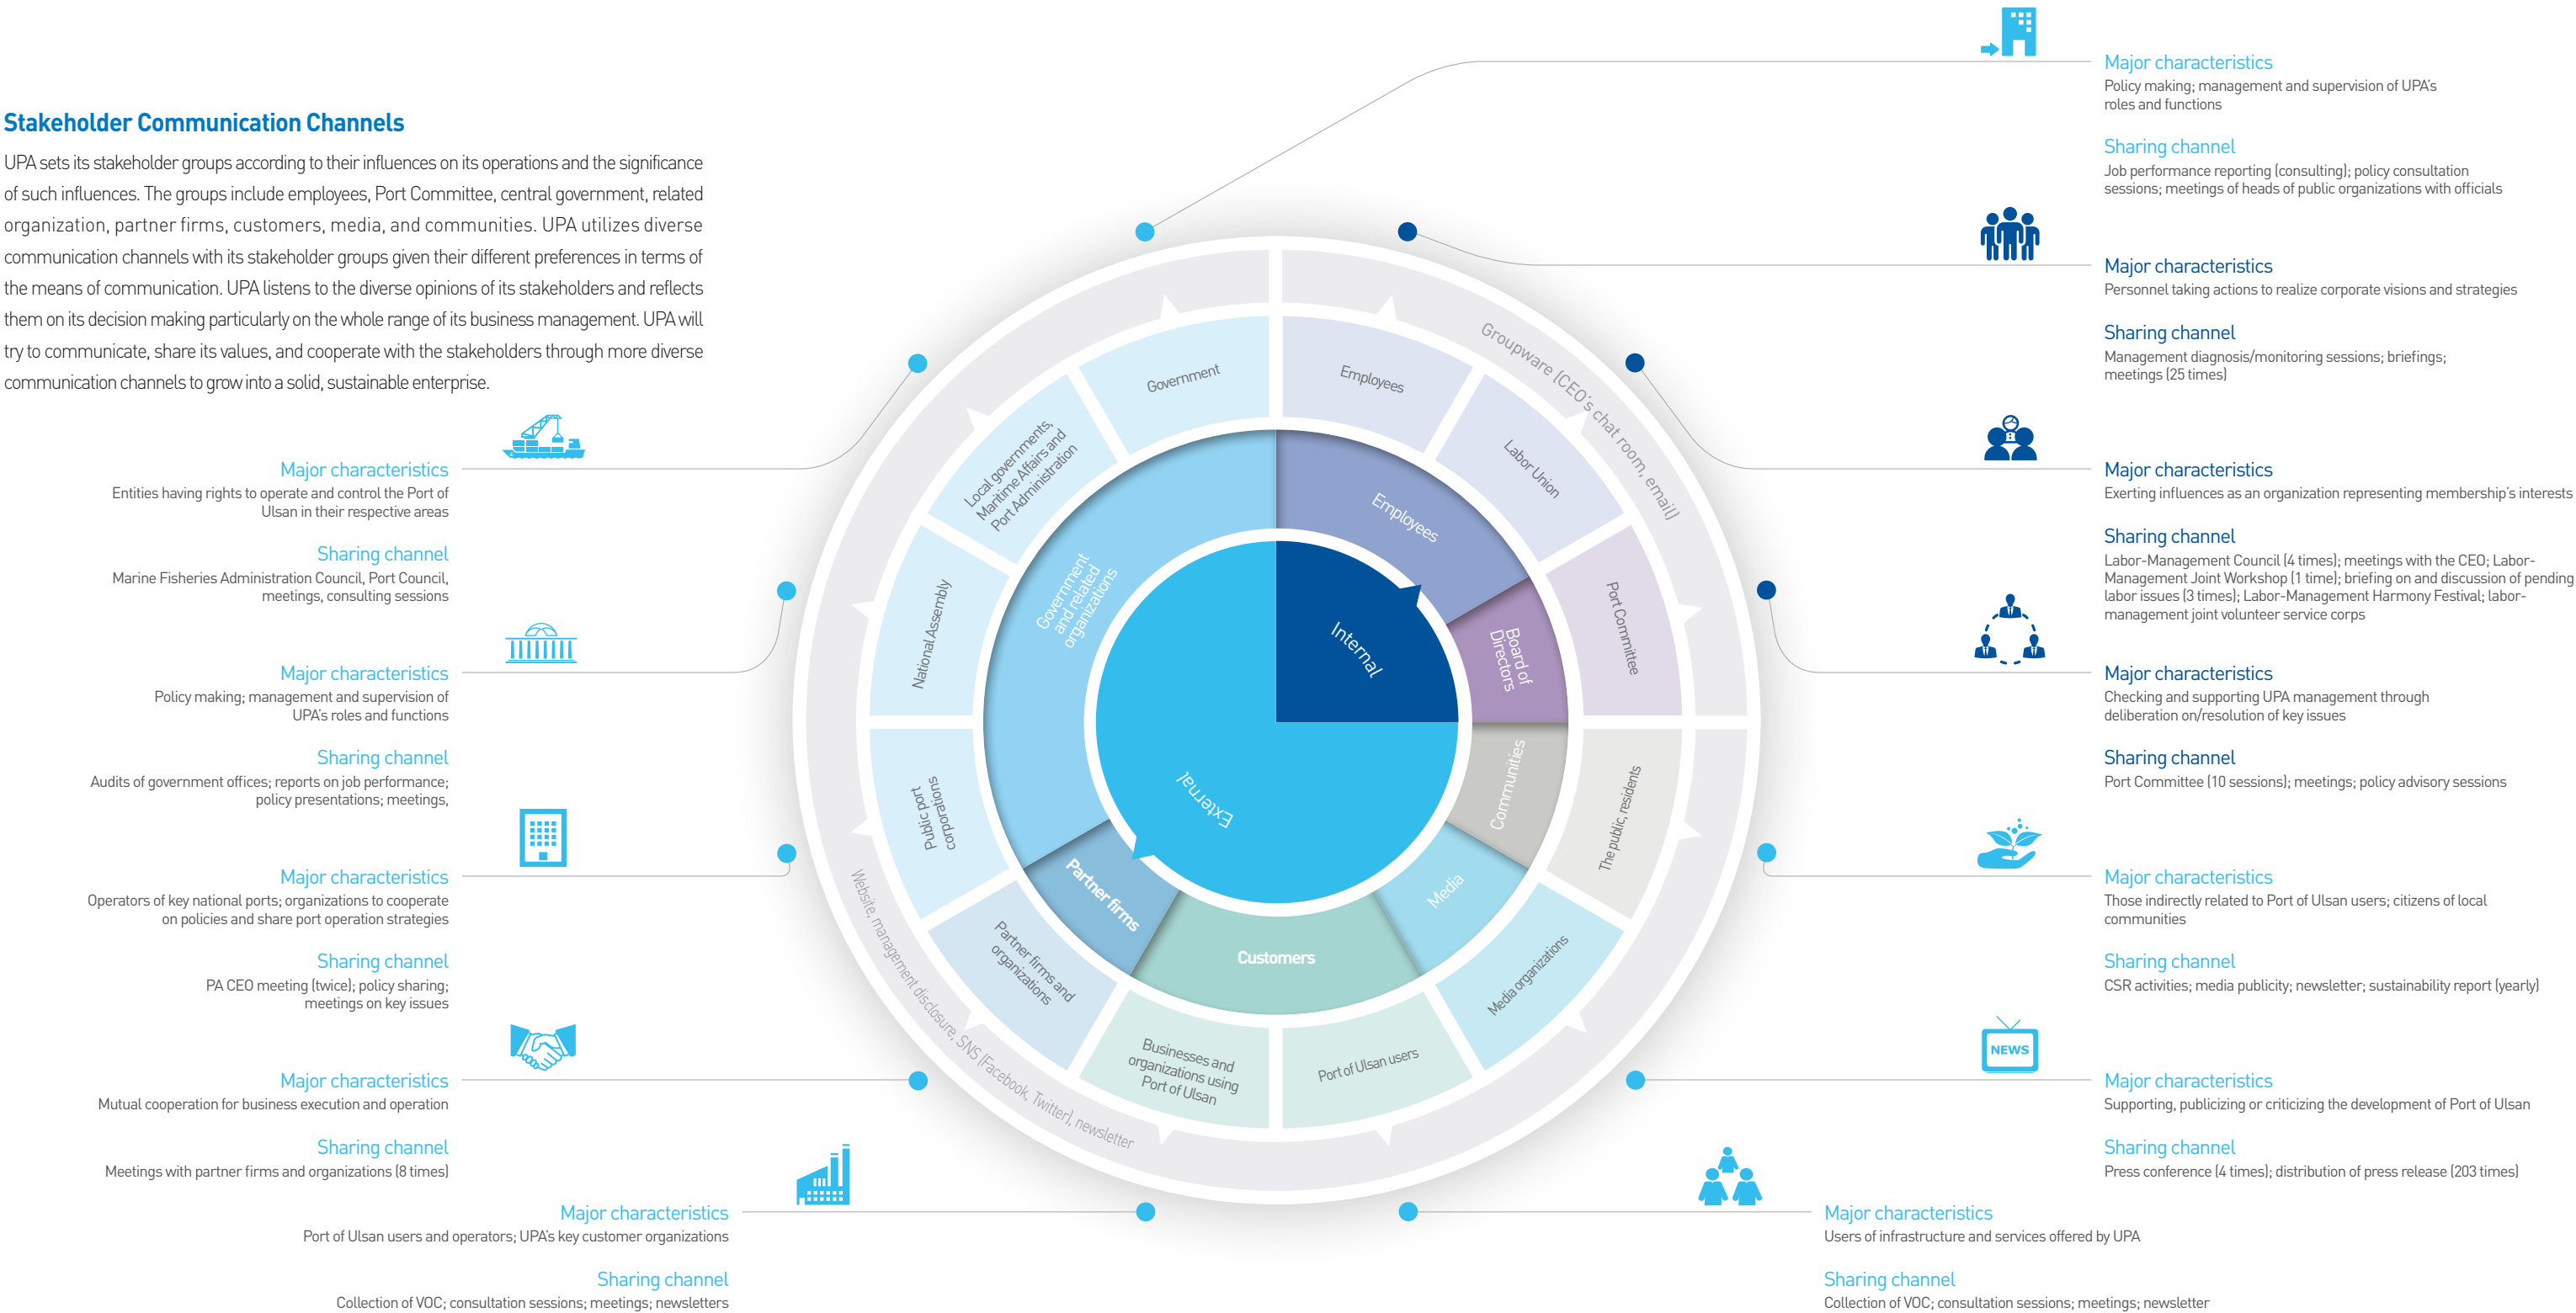 Stakeholder Communication Channels
UPA sets its stakeholder groups according to their influences on its operations and the significance
of such influences. The groups include employees, Port Committee, central government, related
organization, partner firms, customers, media, and communities. UPA utilizes diverse
communication channels with its stakeholder groups given their different preferences in terms of
the means of communication. UPA listens to the diverse opinions of its stakeholders and reflects
them on its decision making particularly on the whole range of its business management. UPA will
try to communicate, share its values, and cooperate with the stakeholders through more diverse
communication channels to grow into a solid, sustainable enterprise.
Major characteristics
Entities having rights to operate and control the Port of
Ulsan in their respective areas
Sharing channel
Marine Fisheries Administration Council, Port Council,
meetings, consulting sessions
Major characteristics
Policy making; management and supervision of
UPA's roles and functions
Sharing channel
Audits of government offices; reports on job performance;
policy presentations; meetings,
Major characteristics
Operators of key national ports; organizations to cooperate
on policies and share port operation strategies
Sharing channel
PA CEO meeting (twice); policy sharing;
meetings on key issues
Major characteristics
Mutual cooperation for business execution and operation
Sharing channel
Meetings with partner firms and organizations (8 times)
Major characteristics
Port of Ulsan users and operators; UPA's key customer organizations
Sharing channel
Collection of VOC; consultation sessions; meetings; newsletters
Groupware (CEO's chat room, email)
Website, management disclosure, SNS (Facebook, Twitter), newsletter
Government
Employees
Labor Union
Port Committee
The public, residents
Media organizations
Port of Ulsan users
Businesses and
organizations using
Port of Ulsan
Partner firms and
organizations
Public port
corporations
National Assembly
Local governments,
Maritime Affairs and
Port Administration
Government
and related
organizations
Employees
Board of
Directors
Communities
Media
Customers
Partner firms
Internal
External
Major characteristics
Policy making; management and supervision of UPA's
roles and functions
Sharing channel
Job performance reporting (consulting); policy consultation
sessions; meetings of heads of public organizations with officials
Major characteristics
Personnel taking actions to realize corporate visions and strategies
Sharing channel
Management diagnosis/monitoring sessions; briefings;
meetings (25 times)
Major characteristics
Exerting influences as an organization representing membership's interests
Sharing channel
Labor-Management Council (4 times); meetings with the CEO; Labor-
Management Joint Workshop (1 time); briefing on and discussion of pending
labor issues (3 times); Labor-Management Harmony Festival; labor-
management joint volunteer service corps
Major characteristics
Checking and supporting UPA management through
deliberation on/resolution of key issues
Sharing channel
Port Committee (10 sessions); meetings; policy advisory sessions
Major characteristics
Those indirectly related to Port of Ulsan users; citizens of local
communities
Sharing channel
CSR activities; media publicity; newsletter; sustainability report (yearly)
NEWS
Major characteristics
Supporting, publicizing or criticizing the development of Port of Ulsan
Sharing channel
Press conference (4 times); distribution of press release (203 times)
Major characteristics
Users of infrastructure and services offered by UPA
Sharing channel
Collection of VOC; consultation sessions; meetings; newsletter